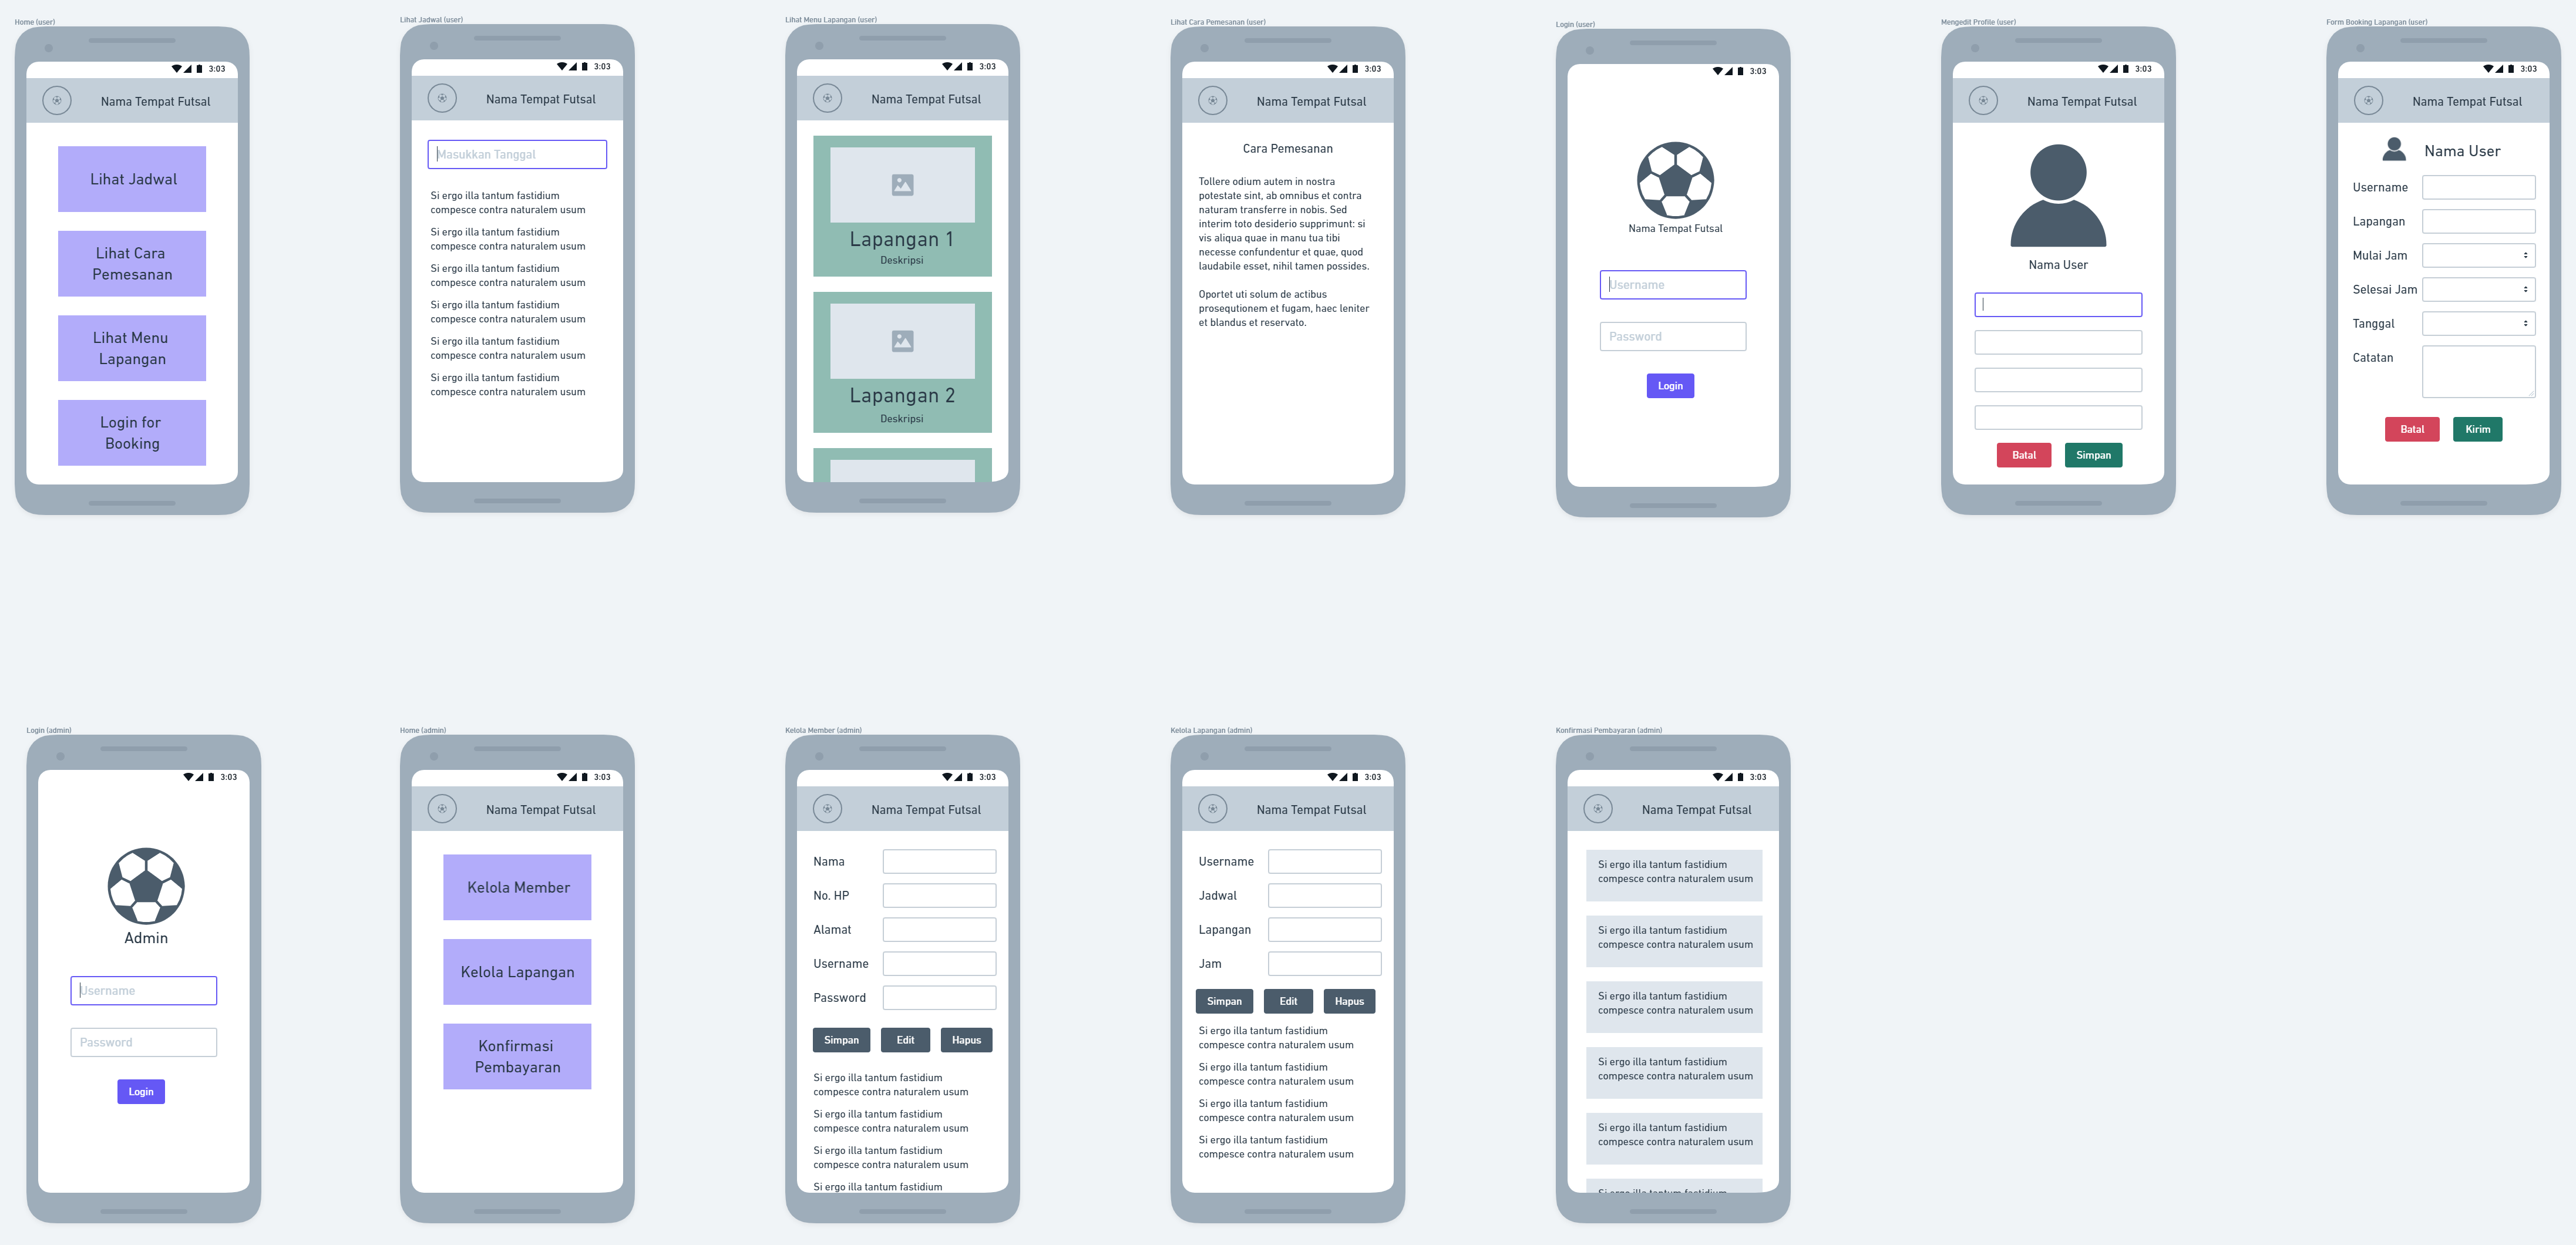 Home (user)
3:03
Nama Tempat Futsal
Lihat Jadwal
Lihat Cara
Pemesanan
Lihat Menu
Lapangan
Login for
Booking
Lihat Jadwal (user)
3:03
Nama Tempat Futsal
Masukkan Tanggal
Si ergo illa tantum fastidium
compesce contra naturalem usum
Si ergo illa tantum fastidium
compesce contra naturalem usum
Si ergo illa tantum fastidium
compesce contra naturalem usum
Si ergo illa tantum fastidium
compesce contra naturalem usum
Si ergo illa tantum fastidium
compesce contra naturalem usum
Si ergo illa tantum fastidium
compesce contra naturalem usum
Lihat Menu Lapangan (user)
3:03
Nama Tempat Futsal
Lapangan 1
Deskripsi
Lapangan 2
Deskripsi
Lihat Cara Pemesanan (user)
3:03
Nama Tempat Futsal
Cara Pemesanan
Tollere odium autem in nostra
potestate sint, ab omnibus et contra
naturam transferre in nobis. Sed
interim toto desiderio supprimunt: si
vis aliqua quae in manu tua tibi
necesse confundentur et quae, quod
laudabile esset, nihil tamen possides.
Oportet uti solum de actibus
prosequtionem et fugam, haec leniter
et blandus et reservato.
Login (user)
3:03
Nama Tempat Futsal
Username
Password
Login
Mengedit Profile (user)
3:03
Nama Tempat Futsal
Nama User
Batal
Simpan
Form Booking Lapangan (user)
3:03
Nama Tempat Futsal
Nama User
Username
Lapangan
Mulai Jam
Selesai Jam
Tanggal
Catatan
Batal
Kirim
Login (admin)
3:03
Admin
Username
Password
Login
Home (admin)
3:03
Nama Tempat Futsal
Kelola Member
Kelola Lapangan
Konfirmasi
Pembayaran
Kelola Member (admin)
3:03
Nama Tempat Futsal
Nama
No. HP
Alamat
Username
Password
Simpan
Edit
Hapus
Si ergo illa tantum fastidium
compesce contra naturalem usum
Si ergo illa tantum fastidium
compesce contra naturalem usum
Si ergo illa tantum fastidium
compesce contra naturalem usum
Si ergo illa tantum fastidium
Kelola Lapangan (admin)
3:03
Nama Tempat Futsal
Username
Jadwal
Lapangan
Jam
Simpan
Edit
Hapus
Si ergo illa tantum fastidium
compesce contra naturalem usum
Si ergo illa tantum fastidium
compesce contra naturalem usum
Si ergo illa tantum fastidium
compesce contra naturalem usum
Si ergo illa tantum fastidium
compesce contra naturalem usum
Konfirmasi Pembayaran (admin)
3:03
Nama Tempat Futsal
Si ergo illa tantum fastidium
compesce contra naturalem usum
Si ergo illa tantum fastidium
compesce contra naturalem usum
Si ergo illa tantum fastidium
compesce contra naturalem usum
Si ergo illa tantum fastidium
compesce contra naturalem usum
Si ergo illa tantum fastidium
compesce contra naturalem usum